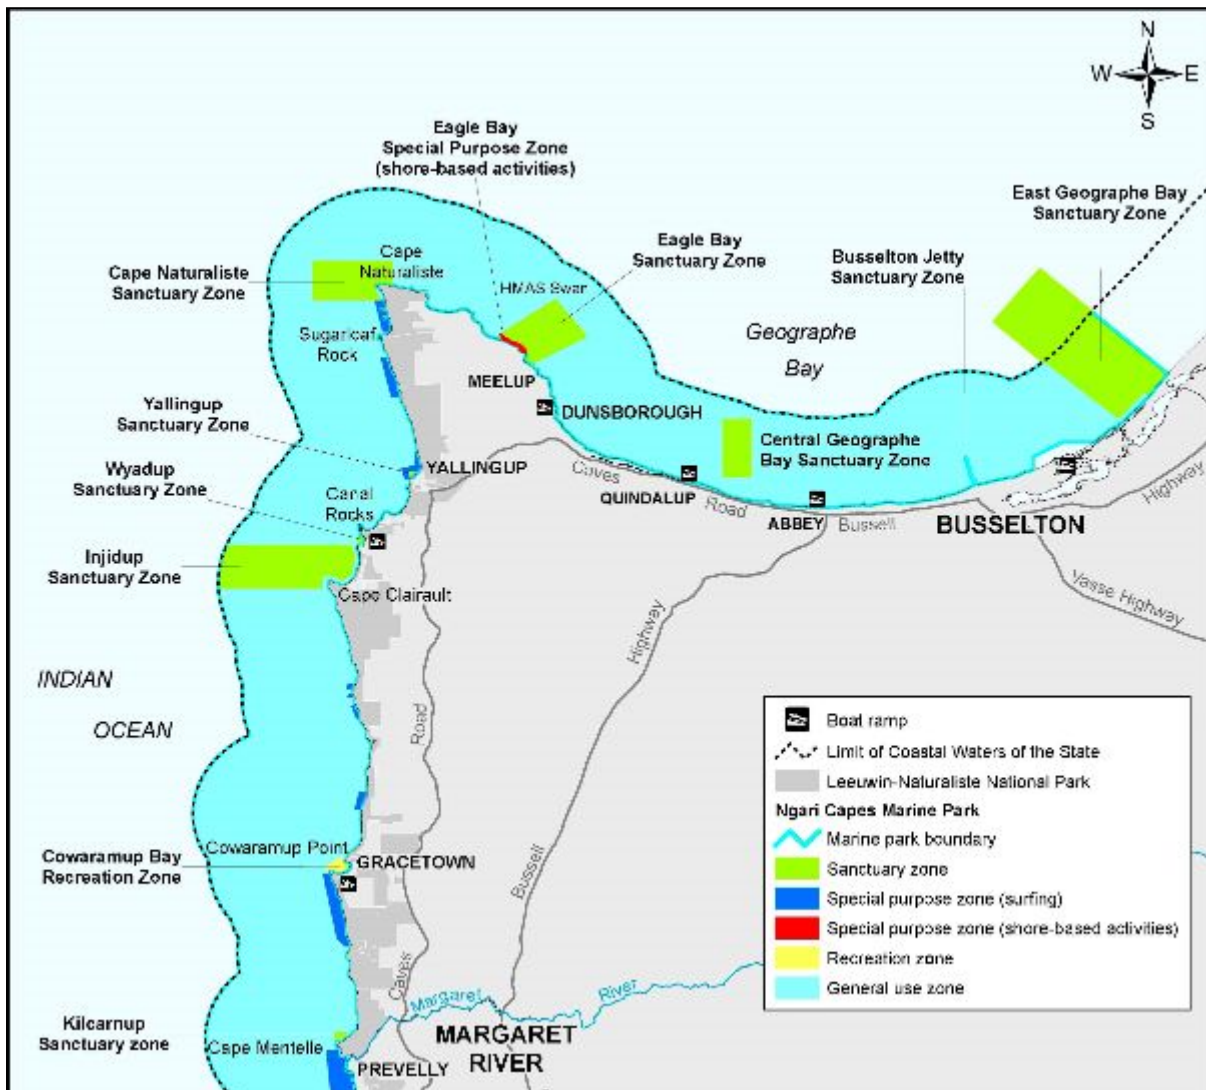 N
W E
S
Eagle Bay
Special Purpose Zone
(shore-based activities)
East Geographe Bay
Sanctuary Zone
Eagle Bay
Sanctuary Zone
Busselton Jetty
Sanctuary Zone
Cape
Naturaliste
Cape Naturaliste
Sanctuary Zone
HMAS Swan
Geographe
Bay
Sugarloaf
Rock
MEELUP
DUNSBOROUGH
Yallingup
Sanctuary Zone
Central Geographe
Bay Sanctuary Zone
YALLINGUP
Wyadup
Sanctuary Zone
Caves
Road
QUINDALUP
Canal
Rocks
ABBEY
Bussell
BUSSELTON
Highway
Injidup
Sanctuary Zone
Cape Clairault
Vasse Highway
Highway
INDIAN
OCEAN
Road
Boat ramp
Limit of Coastal Waters of the State
Leeuwin-Naturaliste National Park
Ngari Capes Marine Park
Marine park boundary
Sanctuary zone
Special purpose zone (surfing)
Special purpose zone (shore-based activities)
Recreation zone
General use zone
Cowaramup Point
Cowaramup Bay
Recreation Zone
GRACETOWN
Bussell
Caves
Margaret
River
Kilcarnup
Sanctuary zone
Cape Mentelle
MARGARET
RIVER
PREVELLY